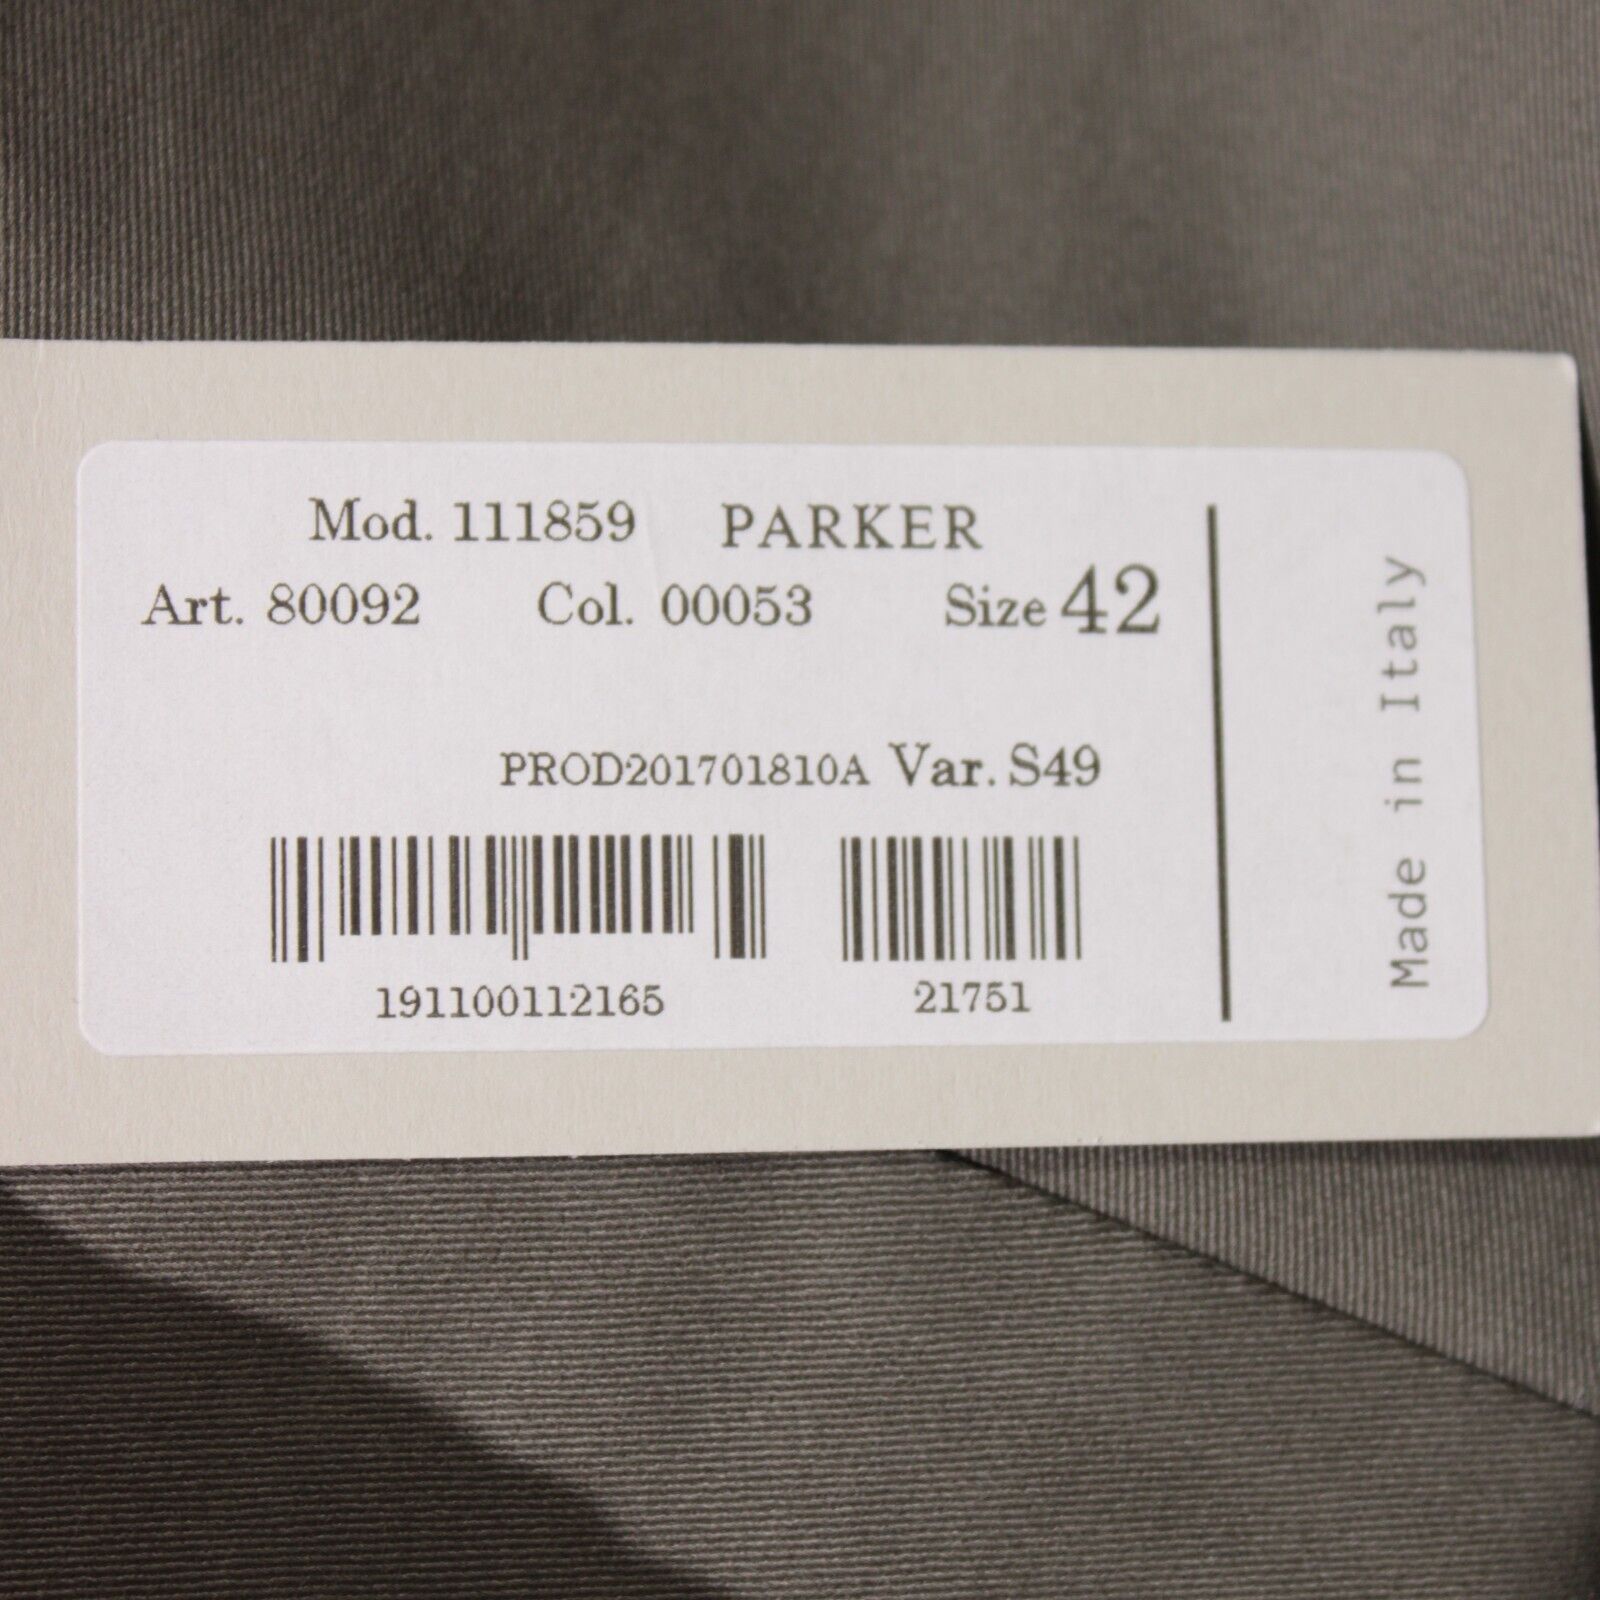 Mod. 111859 PARKER
Art. 80092 Col. 00053 Size 42
PROD201701810A Var. S49
191100112165 21751
Made in Italy